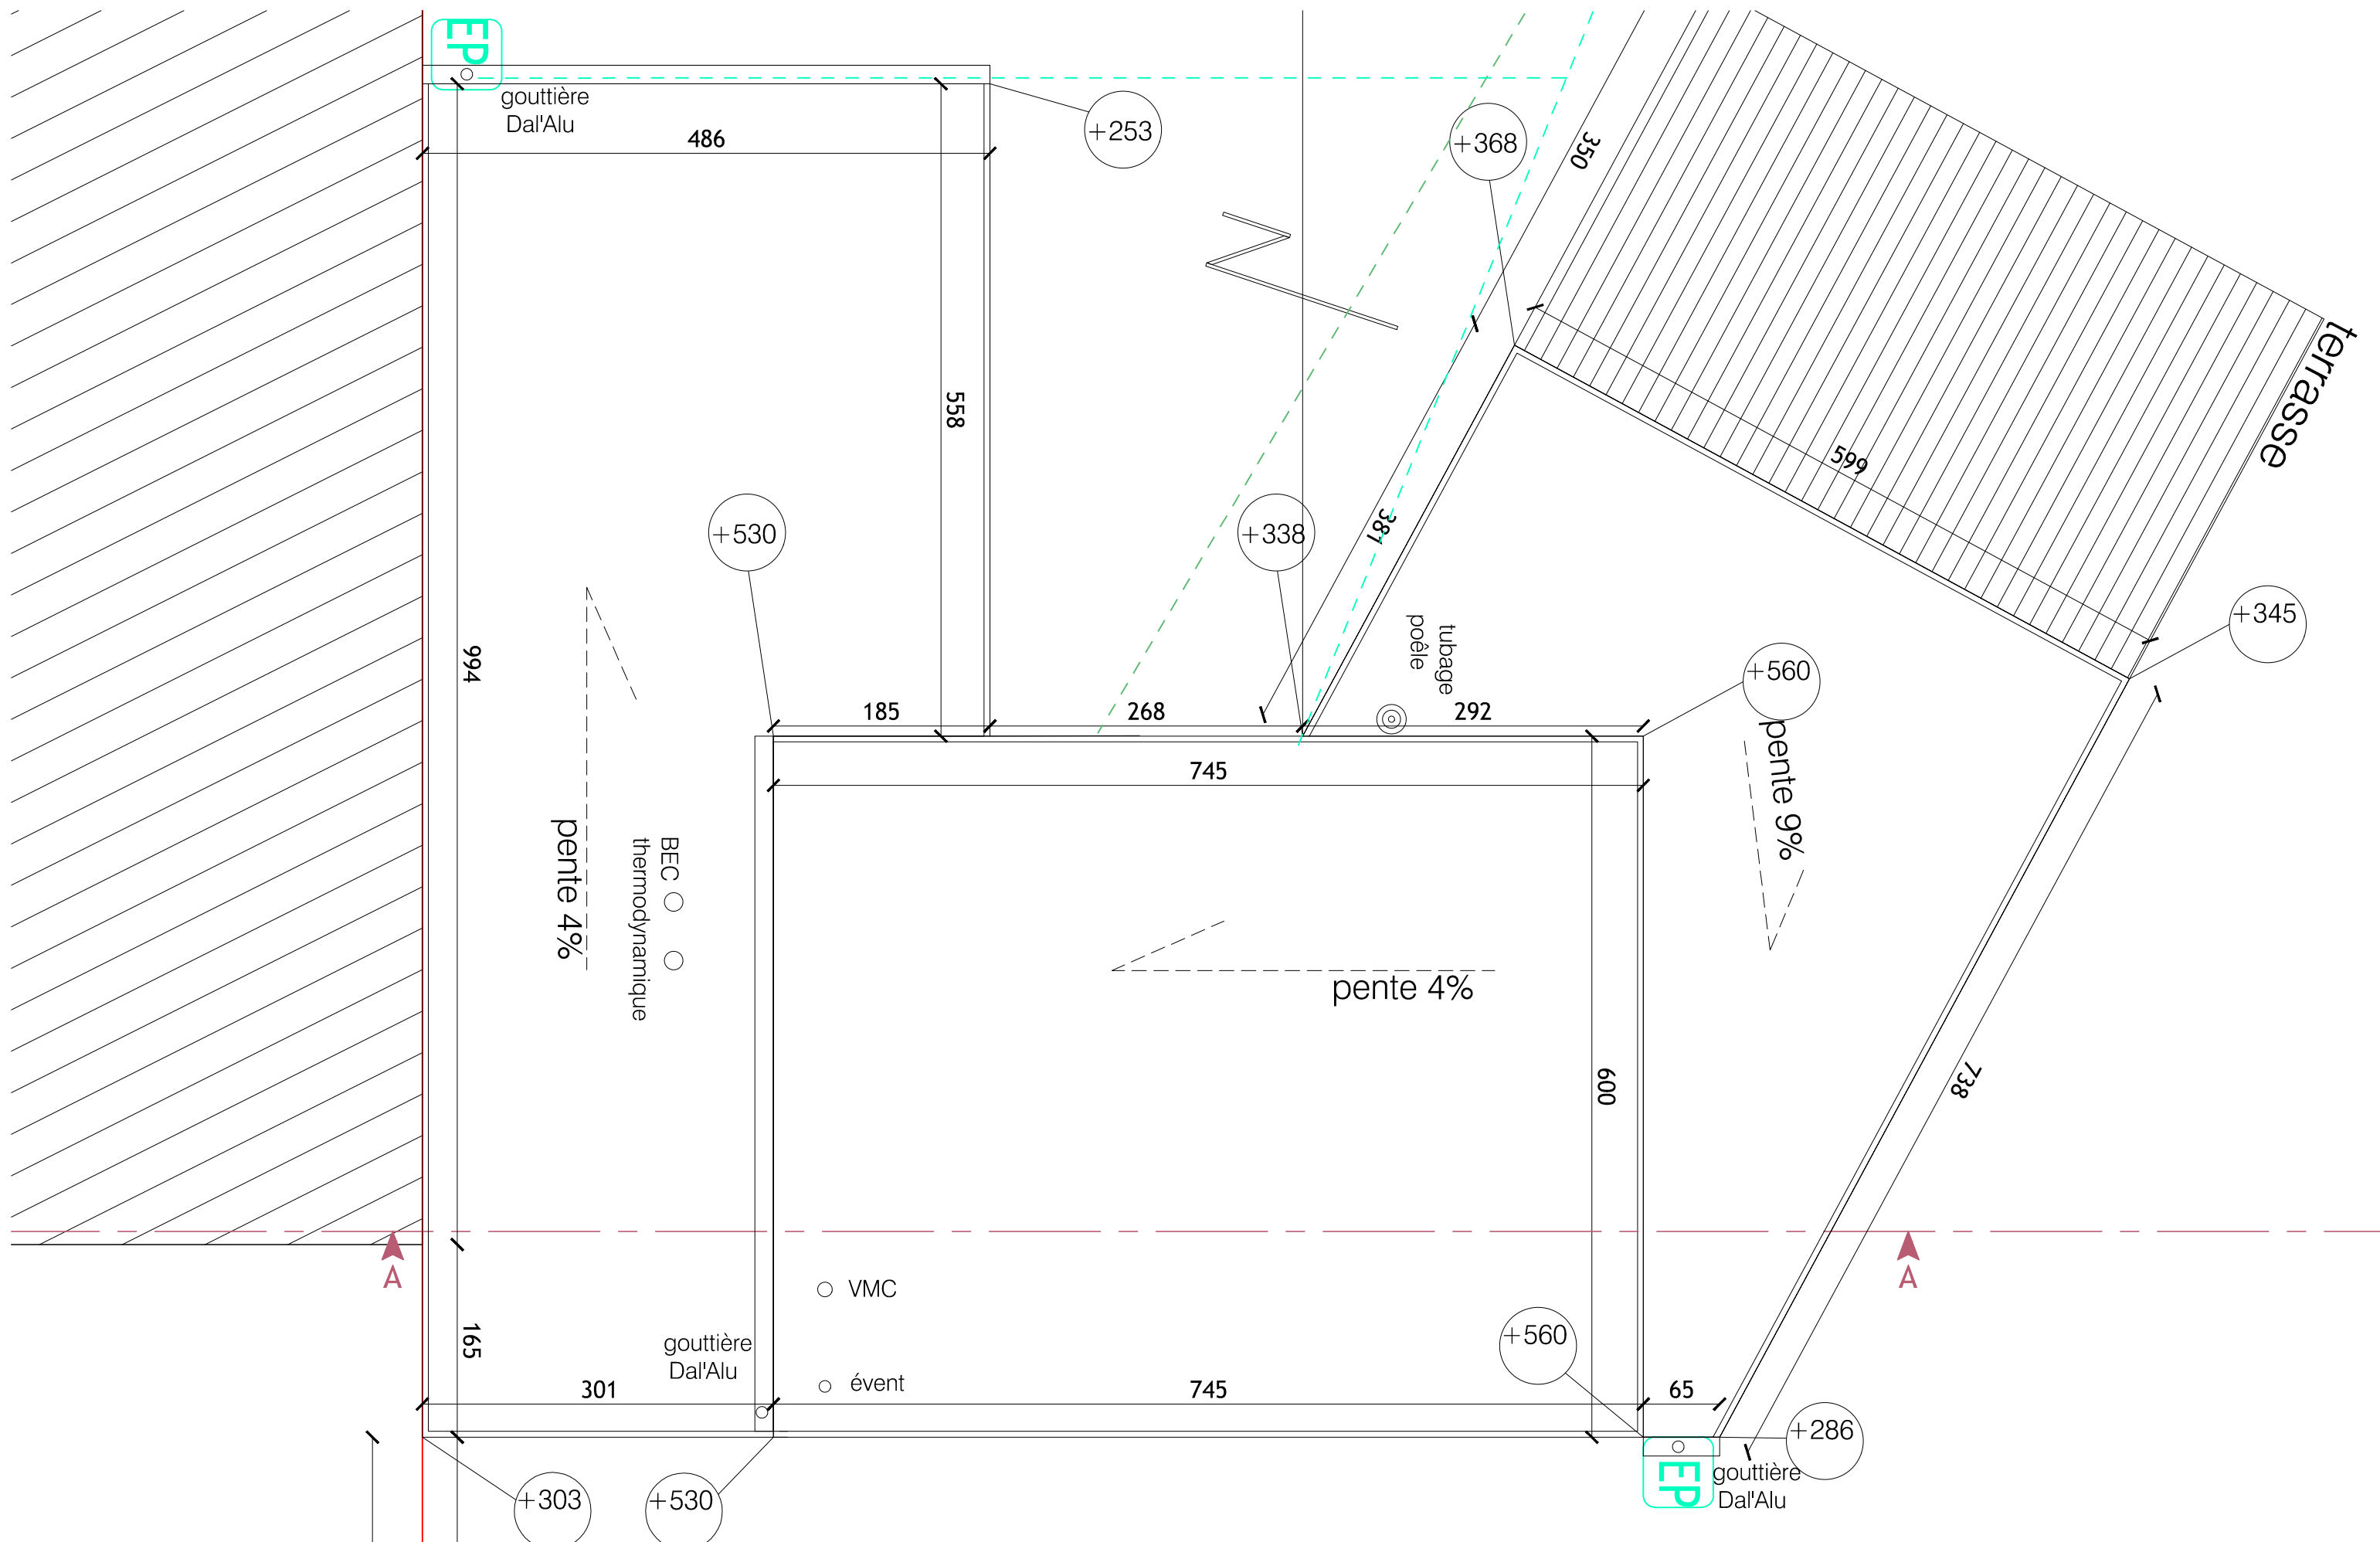 EP
gouttière
Dal'Alu
486
+253
+368
350
558
599
terrasse
+530
+338
381
tubage
poêle
+345
+560
994
185
268
292
745
pente 9%
pente 4%
BEC
thermodynamique
pente 4%
600
738
A
A
VMC
165
gouttière
Dal'Alu
évent
+560
301
745
65
+286
EP
gouttière
Dal'Alu
+303
+530